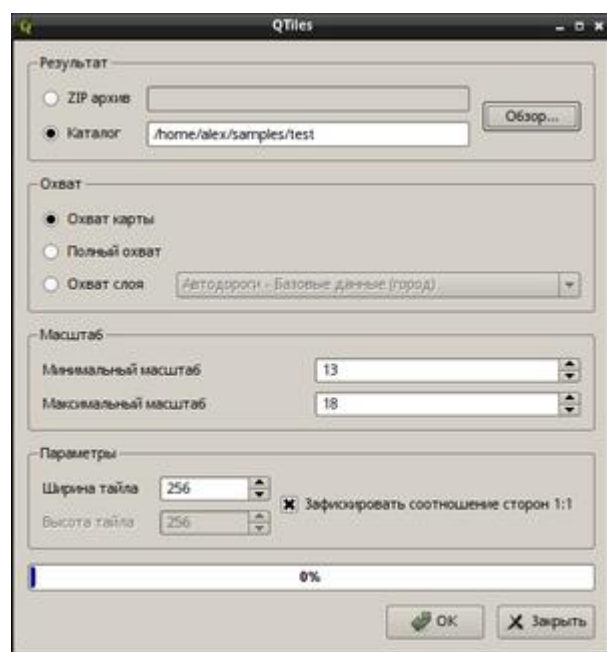 QTiles
Результат
ZIP архив
Обзор...
Каталог
/home/alex/samples/test
Охват
Охват карты
Полный охват
Охват слоя
Автодороги - Базовые данные (город)
Масштаб
Минимальный масштаб
13
Максимальный масштаб
18
Параметры
Ширина тайла
256
Зафискировать соотношение сторон 1:1
Высота тайла
256
0%
OK
Закрыть